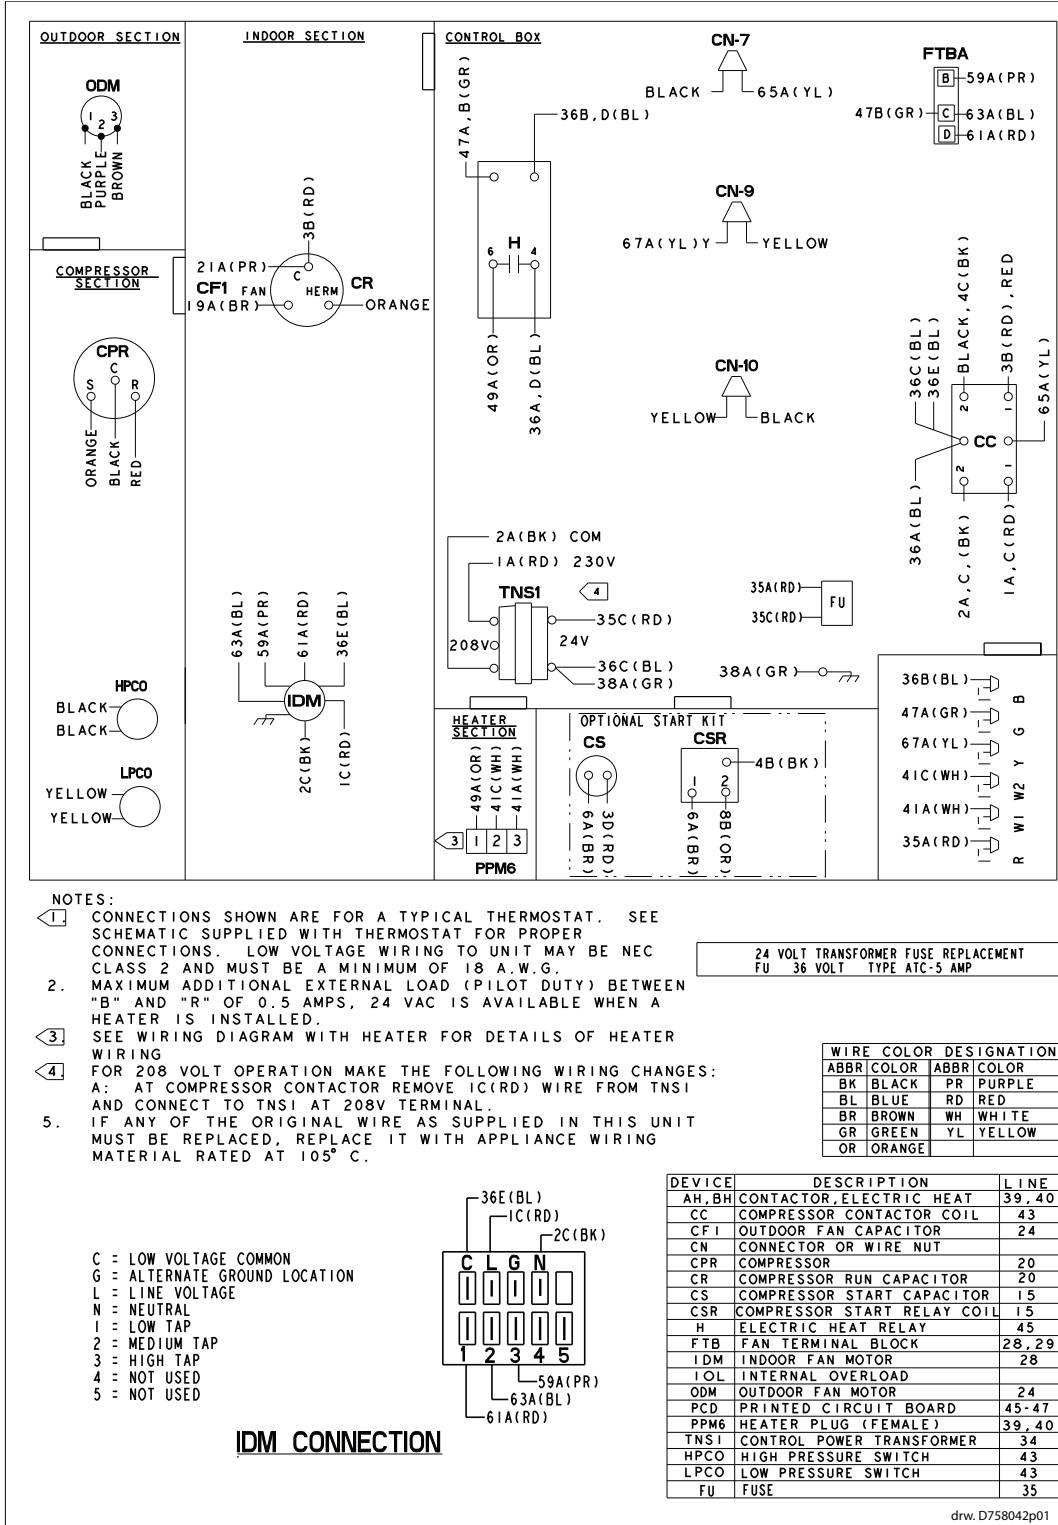 OUTDOOR SECTION
INDOOR SECTION
CONTROL BOX
ODM
1 2 3
BLACK
PURPLE
BROWN
CN-7
BLACK
65A(YL)
FTBA
B
59A(PR)
47B(GR)
C
63A(BL)
D
61A(RD)
47A,B(GR)
36B,D(BL)
H
6
4
49A(OR)
36A,D(BL)
CN-9
67A(YL)Y
YELLOW
CN-10
YELLOW
BLACK
3B(RD)
21A(PR)
C
CF1
FAN
HERM
CR
19A(BR)
ORANGE
COMPRESSOR
SECTION
CPR
C
S
R
ORANGE
BLACK
RED
36C(BL)
36E(BL)
BLACK,4C(BK)
3B(RD),RED
65A(YL)
2
1
CC
2
1
36A(BL)
2A,C,(BK)
1A,C(RD)
2A(BK) COM
1A(RD) 230V
TNS1
4
35C(RD)
208V
24V
36C(BL)
38A(GR)
35A(RD)
35C(RD)
FU
38A(GR)
63A(BL)
59A(PR)
61A(RD)
36E(BL)
IDM
2C(BK)
1C(RD)
HPCO
BLACK
BLACK
LPCO
YELLOW
YELLOW
HEATER
SECTION
49A(OR)
41C(WH)
41A(WH)
3
1 2 3
PPM6
OPTIONAL START KIT
CS
6A(BR)
3D(RD)
CSR
4B(BK)
1 2
6A(BR)
8B(OR)
36B(BL)
B
47A(GR)
G
67A(YL)
Y
41C(WH)
W2
41A(WH)
W1
35A(RD)
R
NOTES:
1. CONNECTIONS SHOWN ARE FOR A TYPICAL THERMOSTAT. SEE
SCHEMATIC SUPPLIED WITH THERMOSTAT FOR PROPER
CONNECTIONS. LOW VOLTAGE WIRING TO UNIT MAY BE NEC
CLASS 2 AND MUST BE A MINIMUM OF 18 A.W.G.
2. MAXIMUM ADDITIONAL EXTERNAL LOAD (PILOT DUTY) BETWEEN
"B" AND "R" OF 0.5 AMPS, 24 VAC IS AVAILABLE WHEN A
HEATER IS INSTALLED.
3. SEE WIRING DIAGRAM WITH HEATER FOR DETAILS OF HEATER
WIRING
4. FOR 208 VOLT OPERATION MAKE THE FOLLOWING WIRING CHANGES:
A: AT COMPRESSOR CONTACTOR REMOVE 1C(RD) WIRE FROM TNS1
AND CONNECT TO TNS1 AT 208V TERMINAL.
5. IF ANY OF THE ORIGINAL WIRE AS SUPPLIED IN THIS UNIT
MUST BE REPLACED, REPLACE IT WITH APPLIANCE WIRING
MATERIAL RATED AT 105° C.
24 VOLT TRANSFORMER FUSE REPLACEMENT
FU 36 VOLT TYPE ATC-5 AMP
WIRE COLOR DESIGNATION
ABBR COLOR ABBR COLOR
BK BLACK PR PURPLE
BL BLUE RD RED
BR BROWN WH WHITE
GR GREEN YL YELLOW
OR ORANGE
DEVICE DESCRIPTION LINE
AH,BH CONTACTOR,ELECTRIC HEAT 39,40
CC COMPRESSOR CONTACTOR COIL 43
CF1 OUTDOOR FAN CAPACITOR 24
CN CONNECTOR OR WIRE NUT
CPR COMPRESSOR 20
CR COMPRESSOR RUN CAPACITOR 20
CS COMPRESSOR START CAPACITOR 15
CSR COMPRESSOR START RELAY COIL 15
H ELECTRIC HEAT RELAY 45
FTB FAN TERMINAL BLOCK 28,29
IDM INDOOR FAN MOTOR 28
IOL INTERNAL OVERLOAD
ODM OUTDOOR FAN MOTOR 24
PCD PRINTED CIRCUIT BOARD 45-47
PPM6 HEATER PLUG (FEMALE) 39,40
TNS1 CONTROL POWER TRANSFORMER 34
HPCO HIGH PRESSURE SWITCH 43
LPCO LOW PRESSURE SWITCH 43
FU FUSE 35
C = LOW VOLTAGE COMMON
G = ALTERNATE GROUND LOCATION
L = LINE VOLTAGE
N = NEUTRAL
1 = LOW TAP
2 = MEDIUM TAP
3 = HIGH TAP
4 = NOT USED
5 = NOT USED
36E(BL)
1C(RD)
2C(BK)
C L G N
1 2 3 4 5
59A(PR)
63A(BL)
61A(RD)
IDM CONNECTION
drw. D758042p01